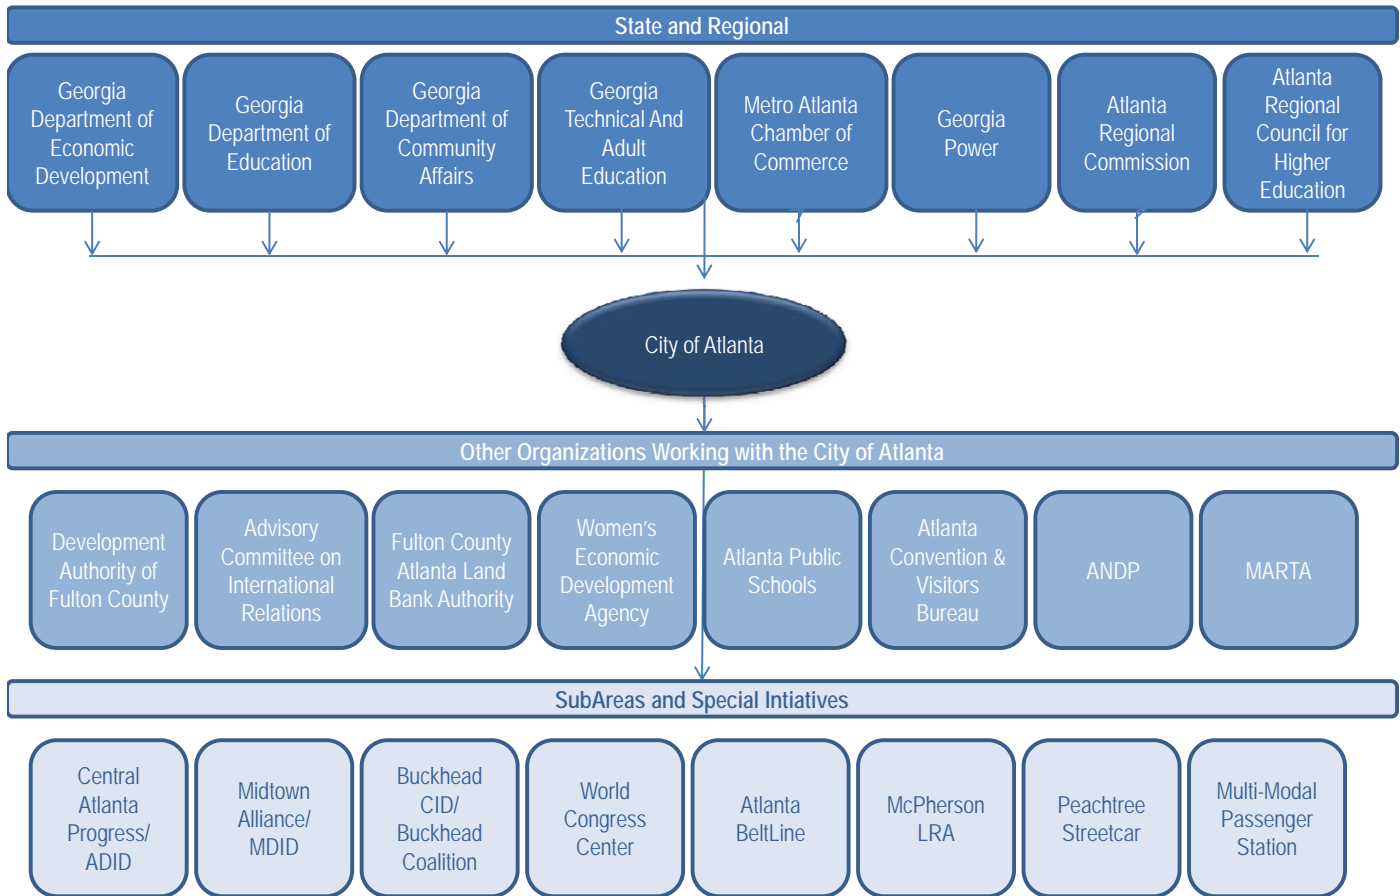 State and Regional
Georgia
Department of
Economic
Development
Georgia
Department of
Education
Georgia
Department of
Community
Affairs
Georgia
Technical And
Adult
Education
Metro Atlanta
Chamber of
Commerce
Georgia
Power
Atlanta
Regional
Commission
Atlanta
Regional
Council for
Higher
Education
City of Atlanta
Other Organizations Working with the City of Atlanta
Development
Authority of
Fulton County
Advisory
Committee on
International
Relations
Fulton County
Atlanta Land
Bank Authority
Women's
Economic
Development
Agency
Atlanta Public
Schools
Atlanta
Convention &
Visitors
Bureau
ANDP
MARTA
SubAreas and Special Intiatives
Central
Atlanta
Progress/
ADID
Midtown
Alliance/
MDID
Buckhead
CID/
Buckhead
Coalition
World
Congress
Center
Atlanta
BeltLine
McPherson
LRA
Peachtree
Streetcar
Multi-Modal
Passenger
Station